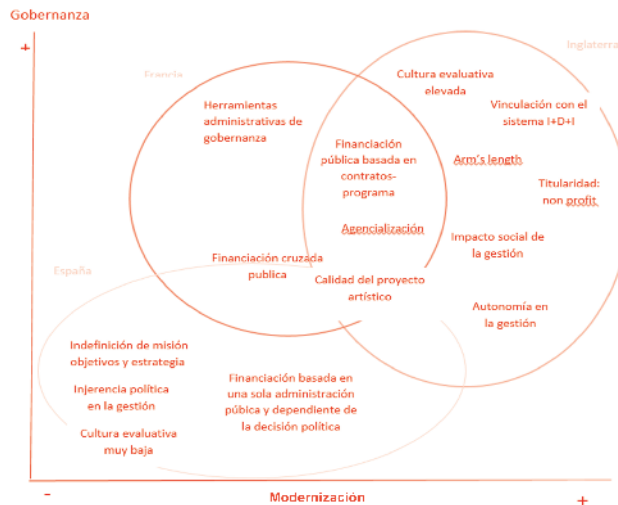 Gobernanza
+
Inglaterra
Francia
Cultura evaluativa
elevada
Herramientas
administrativas de
gobernanza
Vinculación con el
sistema I+D+I
Financiación
pública basada en
contratos-
programa
Arm's length
Titularidad:
non profit
Agencialización
Impacto social de
la gestión
Financiación cruzada
publica
España
Calidad del proyecto
artístico
Autonomía en
la gestión
Indefinición de misión
objetivos y estrategia
Injerencia política
en la gestión
Cultura evaluativa
muy baja
Financiación basada en
una sola administración
púbica y dependiente de
la decisión política
-
Modernización
+